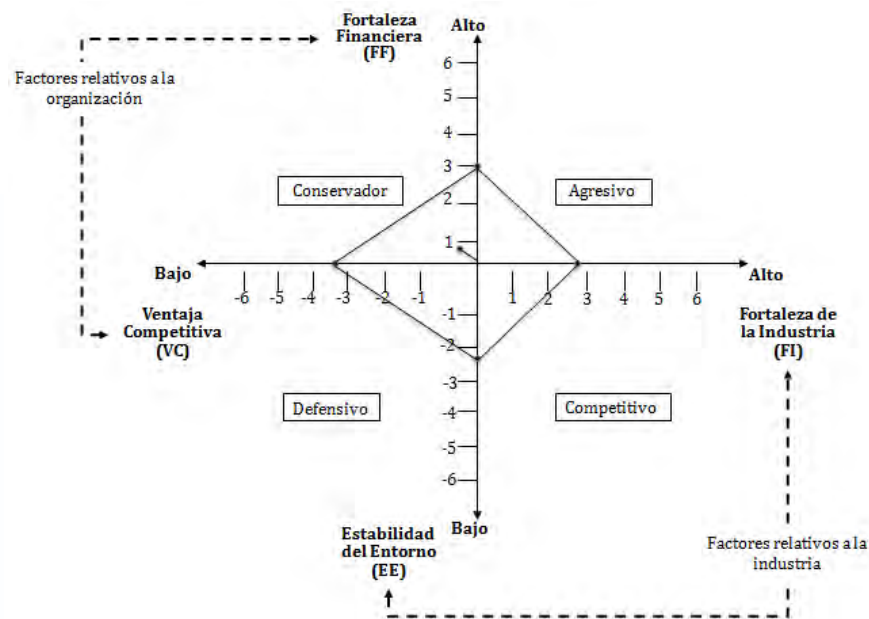 Fortaleza
Financiera
(FF)
Alto
Factores relativos a la
organización
6
5
4
3
Conservador
Agresivo
2
1
Bajo
Alto
-6 -5 -4 -3 -2 -1 1 2 3 4 5 6
Ventaja
Competitiva
(VC)
Fortaleza de
la Industria
(FI)
-1
-2
-3
Defensivo
Competitivo
-4
-5
-6
Bajo
Estabilidad
del Entorno
(EE)
Factores relativos a la
industria